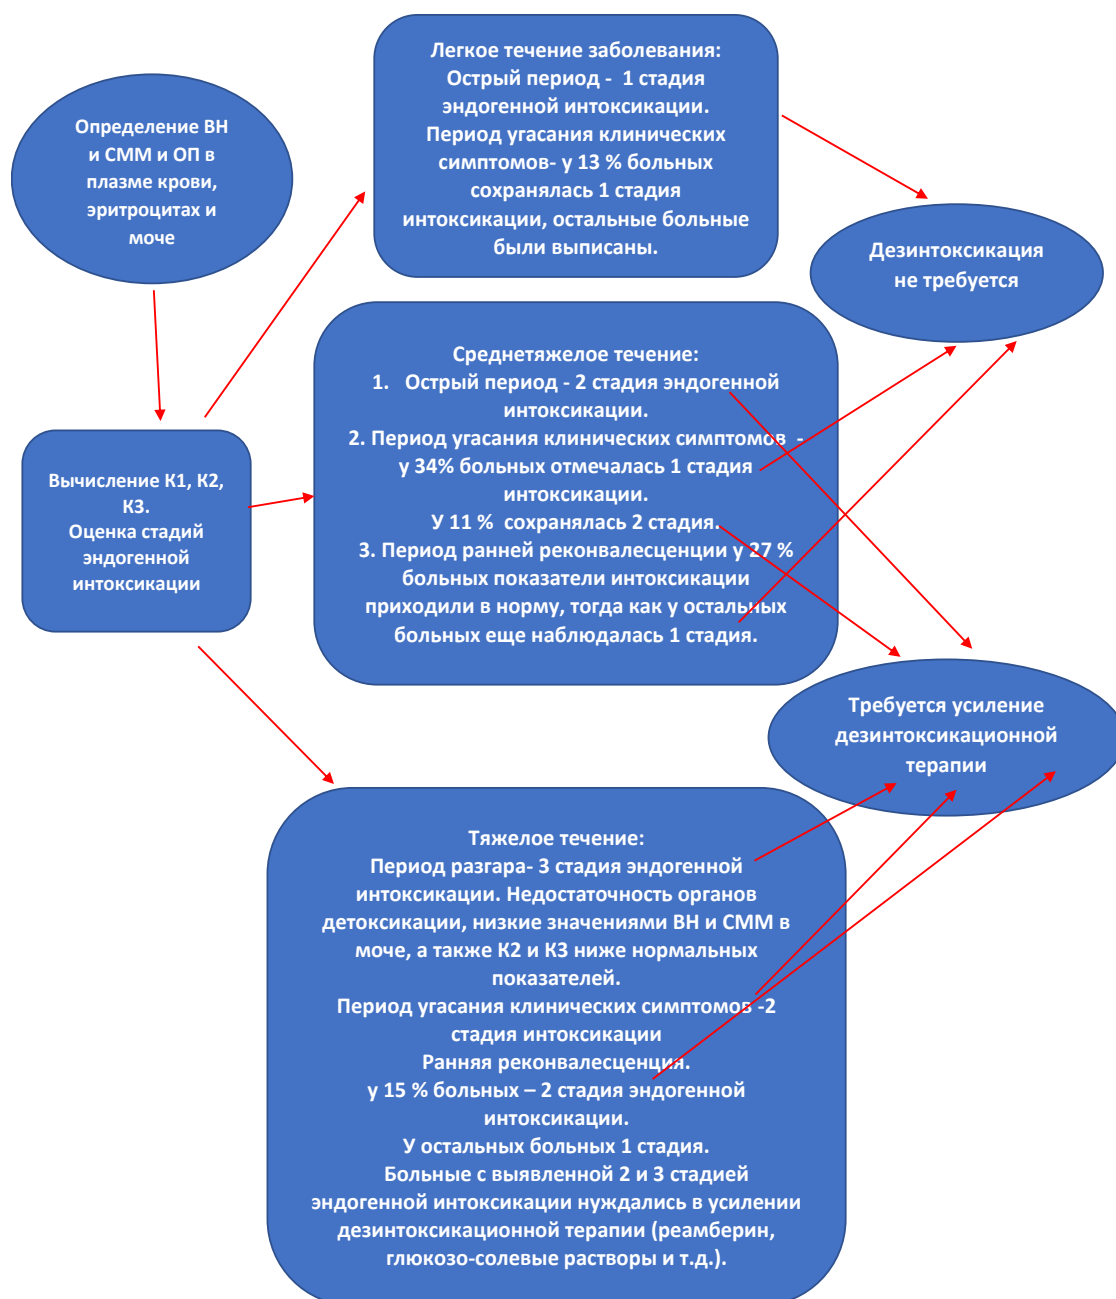 Определение ВН
и СММ и ОП в
плазме крови,
эритроцитах и
моче
Легкое течение заболевания:
Острый период - 1 стадия
эндогенной интоксикации.
Период угасания клинических
симптомов- у 13 % больных
сохранялась 1 стадия
интоксикации, остальные больные
были выписаны.
Дезинтоксикация
не требуется
Вычисление К1, К2,
К3.
Оценка стадий
эндогенной
интоксикации
Среднетяжелое течение:
1. Острый период - 2 стадия эндогенной
интоксикации.
2. Период угасания клинических симптомов -
у 34% больных отмечалась 1 стадия
интоксикации.
У 11 % сохранялась 2 стадия.
3. Период ранней реконвалесценции у 27 %
больных показатели интоксикации
приходили в норму, тогда как у остальных
больных еще наблюдалась 1 стадия.
Требуется усиление
дезинтоксикационной
терапии
Тяжелое течение:
Период разгара- 3 стадия эндогенной
интоксикации. Недостаточность органов
детоксикации, низкие значениями ВН и СММ в
моче, а также К2 и К3 ниже нормальных
показателей.
Период угасания клинических симптомов -2
стадия интоксикации
Ранняя реконвалесценция.
у 15 % больных – 2 стадия эндогенной
интоксикации.
У остальных больных 1 стадия.
Больные с выявленной 2 и 3 стадией
эндогенной интоксикации нуждались в усилении
дезинтоксикационной терапии (реамберин,
глюкозо-солевые растворы и т.д.).